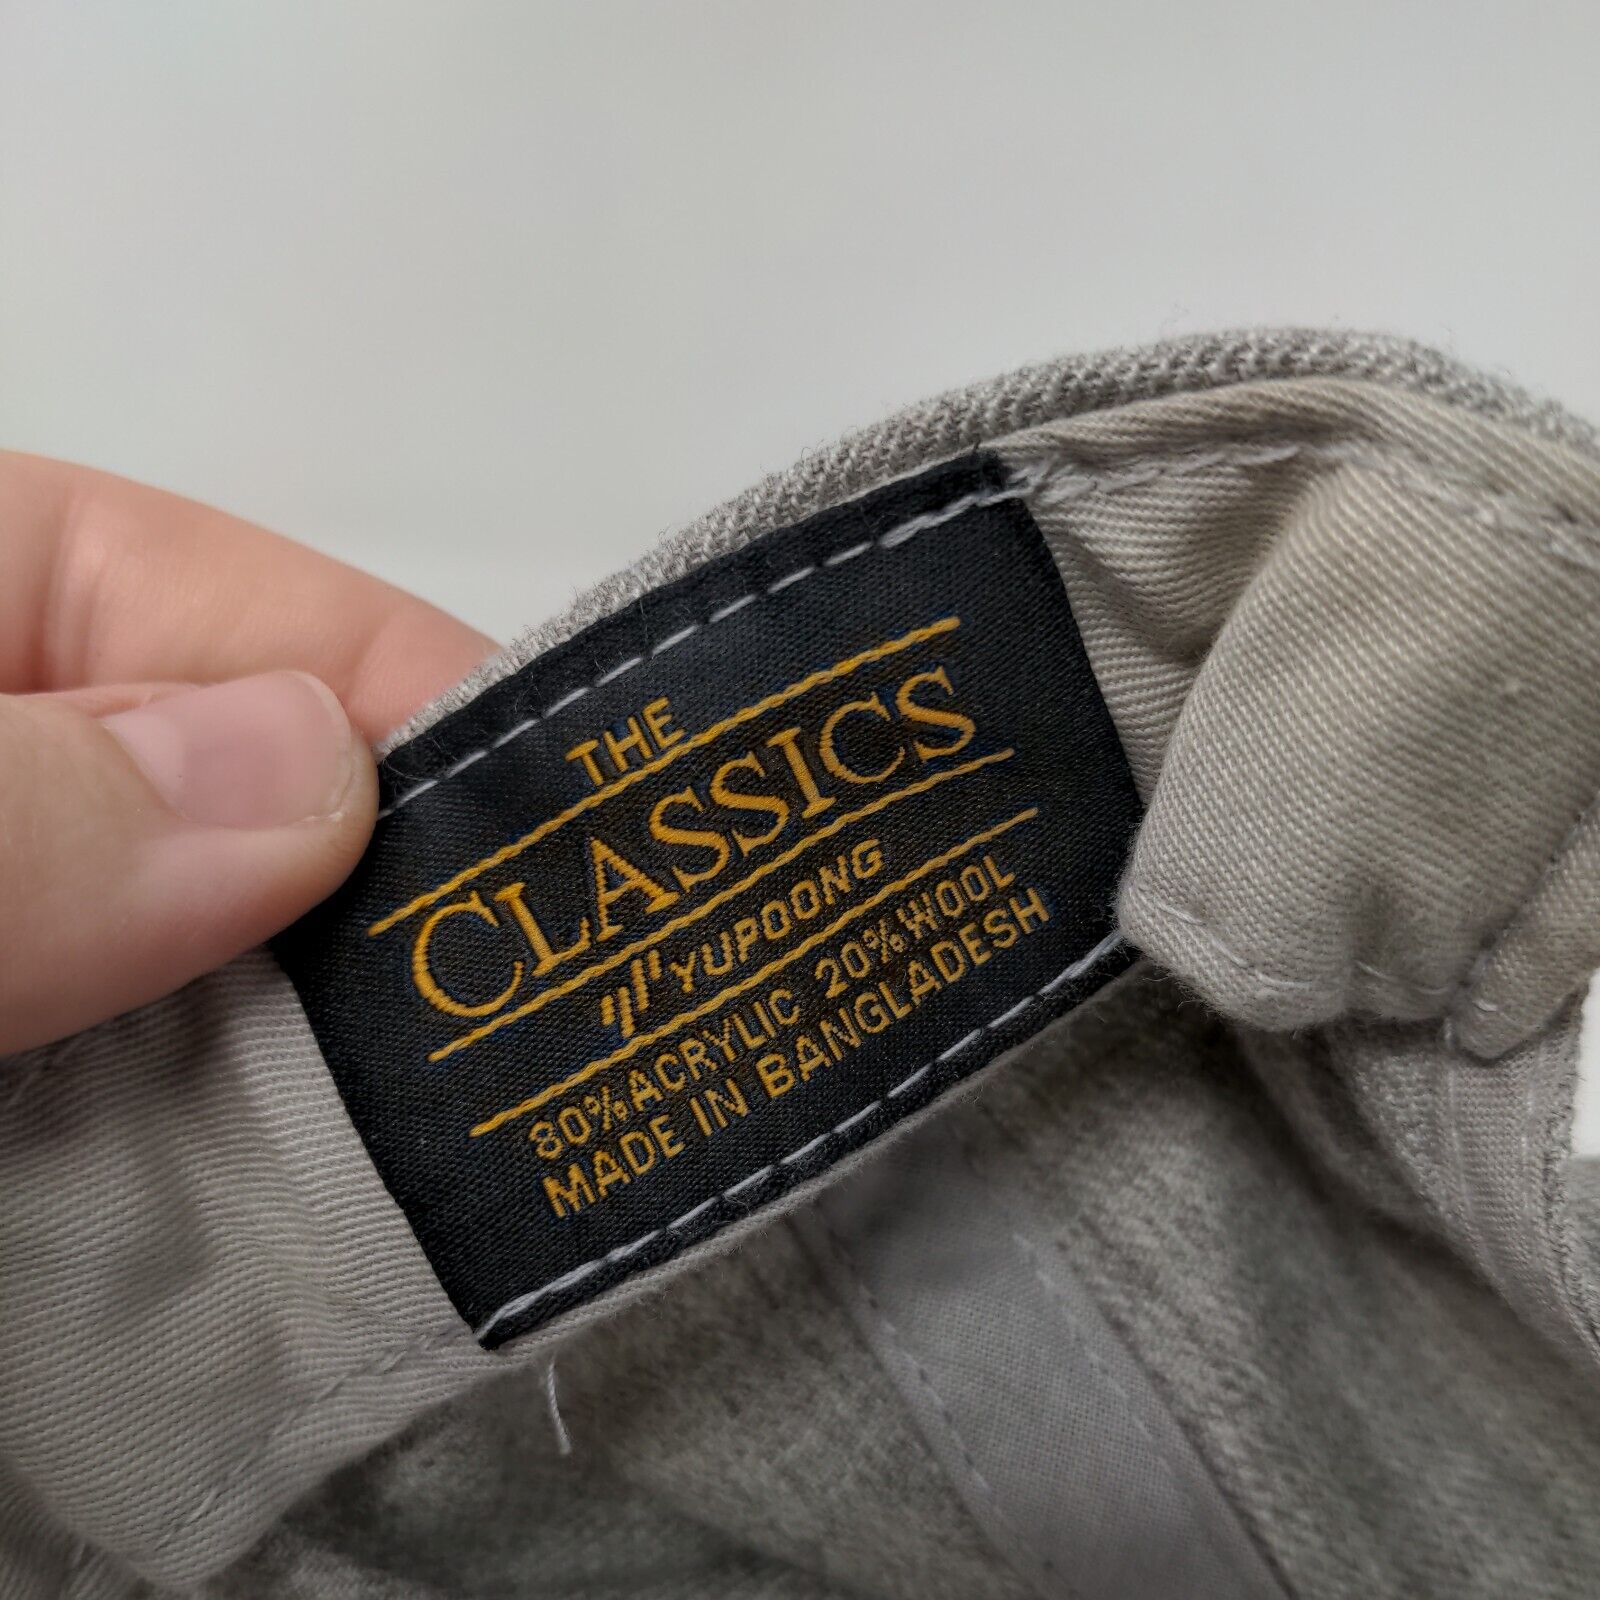 THE
CLASSICS
YUPOONG
80%ACRYLIC 20%WOOL
MADE IN BANGLADESH